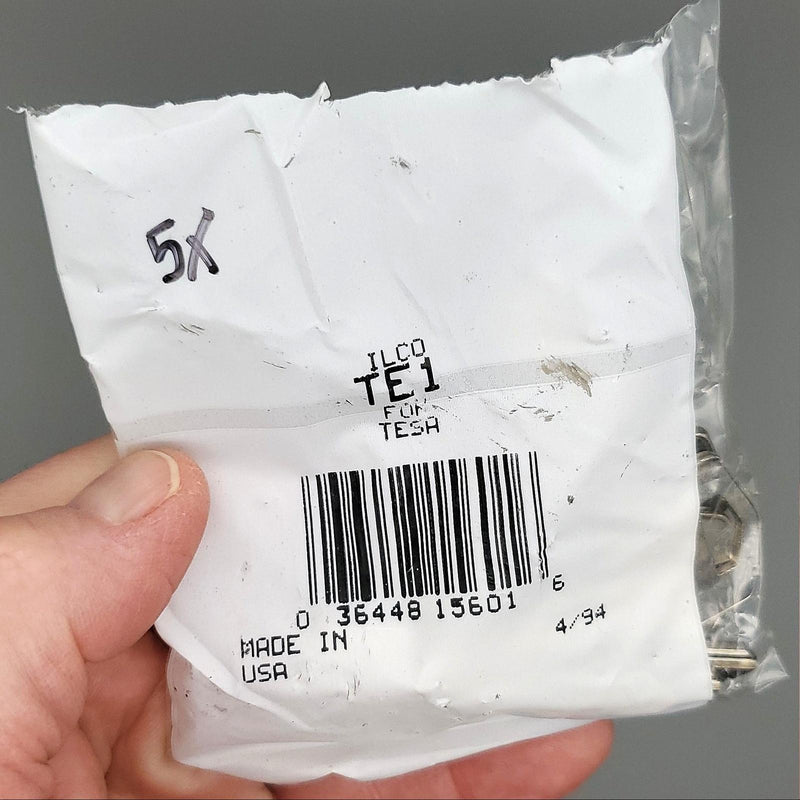 5X
ILCO
TE1
FOR
TESA
0 36448 15601 6
4/94
MADE IN
USA